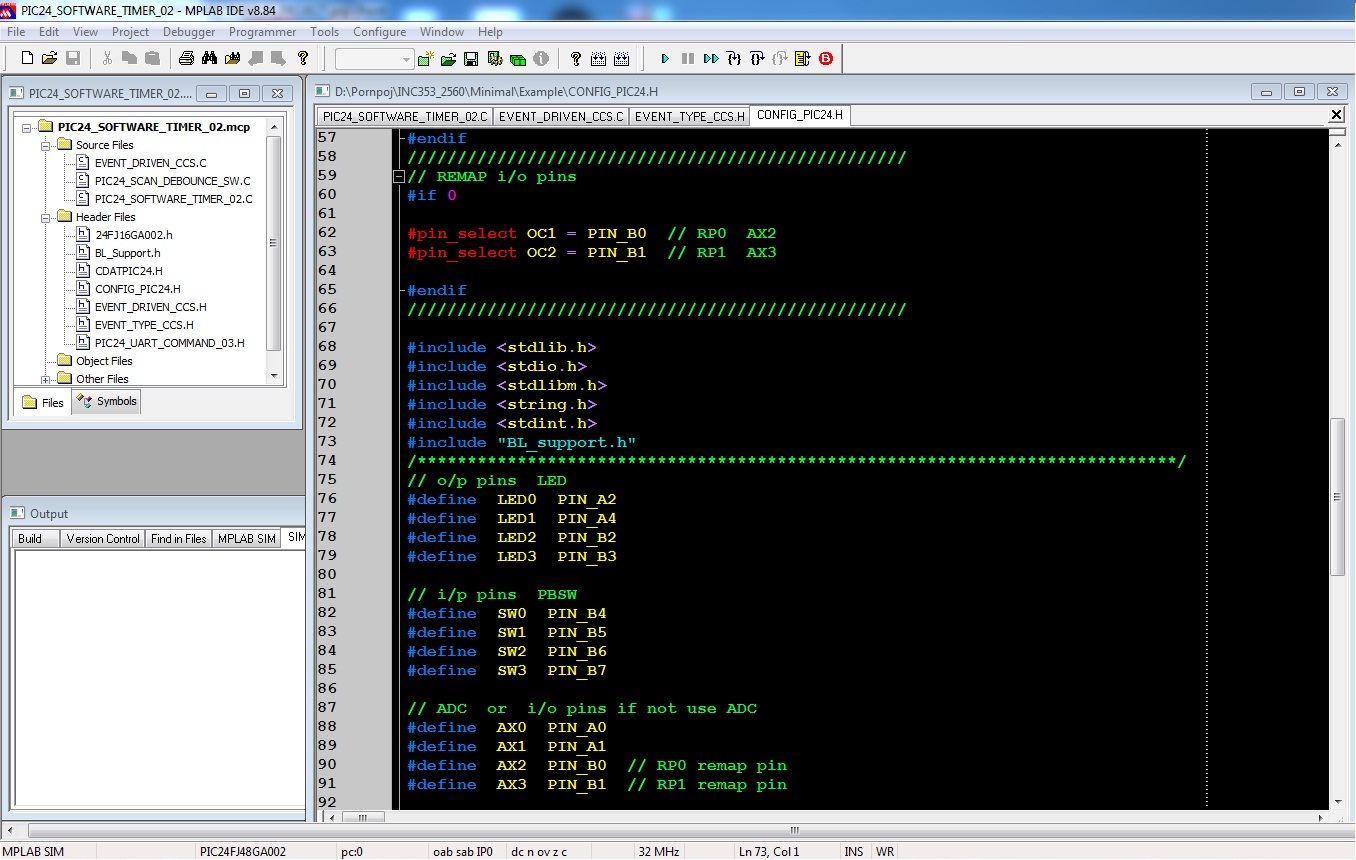 PIC24_SOFTWARE_TIMER_02 - MPLAB IDE v8.84
File Edit View Project Debugger Programmer Tools Configure Window Help
PIC24_SOFTWARE_TIMER_02....
PIC24_SOFTWARE_TIMER_02.mcp
Source Files
EVENT_DRIVEN_CCS.C
PIC24_SCAN_DEBOUNCE_SW.C
PIC24_SOFTWARE_TIMER_02.C
Header Files
24FJ16GA002.h
BL_Support.h
CDATPIC24.H
CONFIG_PIC24.H
EVENT_DRIVEN_CCS.H
EVENT_TYPE_CCS.H
PIC24_UART_COMMAND_03.H
Object Files
Other Files
Files Symbols
Output
Build Version Control Find in Files MPLAB SIM SIM
D:\Pornpoj\INC353_2560\Minimal\Example\CONFIG_PIC24.H
PIC24_SOFTWARE_TIMER_02.C EVENT_DRIVEN_CCS.C EVENT_TYPE_CCS.H CONFIG_PIC24.H
57 #endif
58 //////////////////////////////////////////////////
59 // REMAP i/o pins
60 #if 0
61
62 #pin_select OC1 = PIN_B0 // RP0 AX2
63 #pin_select OC2 = PIN_B1 // RP1 AX3
64
65 #endif
66 //////////////////////////////////////////////////
67
68 #include <stdlib.h>
69 #include <stdio.h>
70 #include <stdlibm.h>
71 #include <string.h>
72 #include <stdint.h>
73 #include "BL_support.h"
74 /****************************************************************************/
75 // o/p pins LED
76 #define LED0 PIN_A2
77 #define LED1 PIN_A4
78 #define LED2 PIN_B2
79 #define LED3 PIN_B3
80
81 // i/p pins PBSW
82 #define SW0 PIN_B4
83 #define SW1 PIN_B5
84 #define SW2 PIN_B6
85 #define SW3 PIN_B7
86
87 // ADC or i/o pins if not use ADC
88 #define AX0 PIN_A0
89 #define AX1 PIN_A1
90 #define AX2 PIN_B0 // RP0 remap pin
91 #define AX3 PIN_B1 // RP1 remap pin
92
MPLAB SIM PIC24FJ48GA002 pc:0 oab sab IP0 dc n ov z c 32 MHz Ln 73, Col 1 INS WR